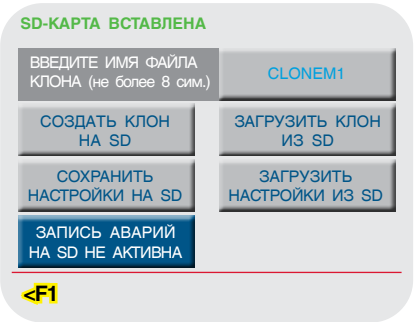 SD-КАРТА ВСТАВЛЕНА
ВВЕДИТЕ ИМЯ ФАЙЛА
КЛОНА (не более 8 сим.)
CLONEM1
СОЗДАТЬ КЛОН
НА SD
ЗАГРУЗИТЬ КЛОН
ИЗ SD
СОХРАНИТЬ
НАСТРОЙКИ НА SD
ЗАГРУЗИТЬ
НАСТРОЙКИ ИЗ SD
ЗАПИСЬ АВАРИЙ
НА SD НЕ АКТИВНА
<F1